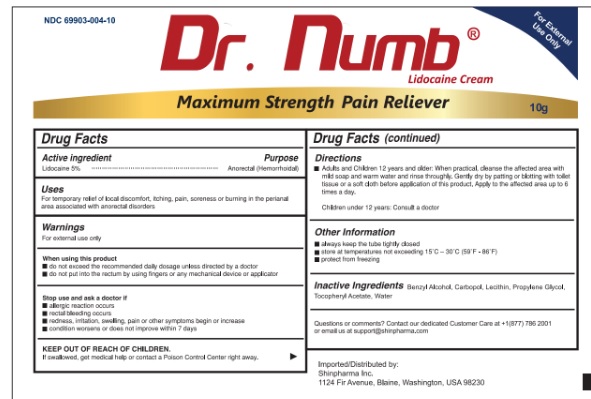 NDC 69903-004-10
For External
Use Only
Dr. Numb®
Lidocaine Cream
Maximum Strength Pain Reliever
10g
Drug Facts
Active ingredient Purpose
Lidocaine 5% ........................................................ Anorectal (Hemorrhoidal)
Uses
For temporary relief of local discomfort, itching, pain, soreness or burning in the perianal
area associated with anorectal disorders
Warnings
For external use only
When using this product
■ do not exceed the recommended daily dosage unless directed by a doctor
■ do not put into the rectum by using fingers or any mechanical device or applicator
Stop use and ask a doctor if
■ allergic reaction occurs
■ rectal bleeding occurs
■ redness, irritation, swelling, pain or other symptoms begin or increase
■ condition worsens or does not improve within 7 days
KEEP OUT OF REACH OF CHILDREN.
If swallowed, get medical help or contact a Poison Control Center right away.
Drug Facts (continued)
Directions
■ Adults and Children 12 years and older: When practical, cleanse the affected area with
mild soap and warm water and rinse throughly. Gently dry by patting or blotting with toilet
tissue or a soft cloth before application of this product, Apply to the affected area up to 6
times a day.
Children under 12 years: Consult a doctor
Other Information
■ always keep the tube tightly closed
■ store at temperatures not exceeding 15°C – 30°C (59°F - 86°F)
■ protect from freezing
Inactive Ingredients Benzyl Alcohol, Carbopol, Lecithin, Propylene Glycol,
Tocopheryl Acetate, Water
Questions or comments? Contact our dedicated Customer Care at +1(877) 786 2001
or email us at support@shinpharma.com
Imported/Distributed by:
Shinpharma Inc.
1124 Fir Avenue, Blaine, Washington, USA 98230